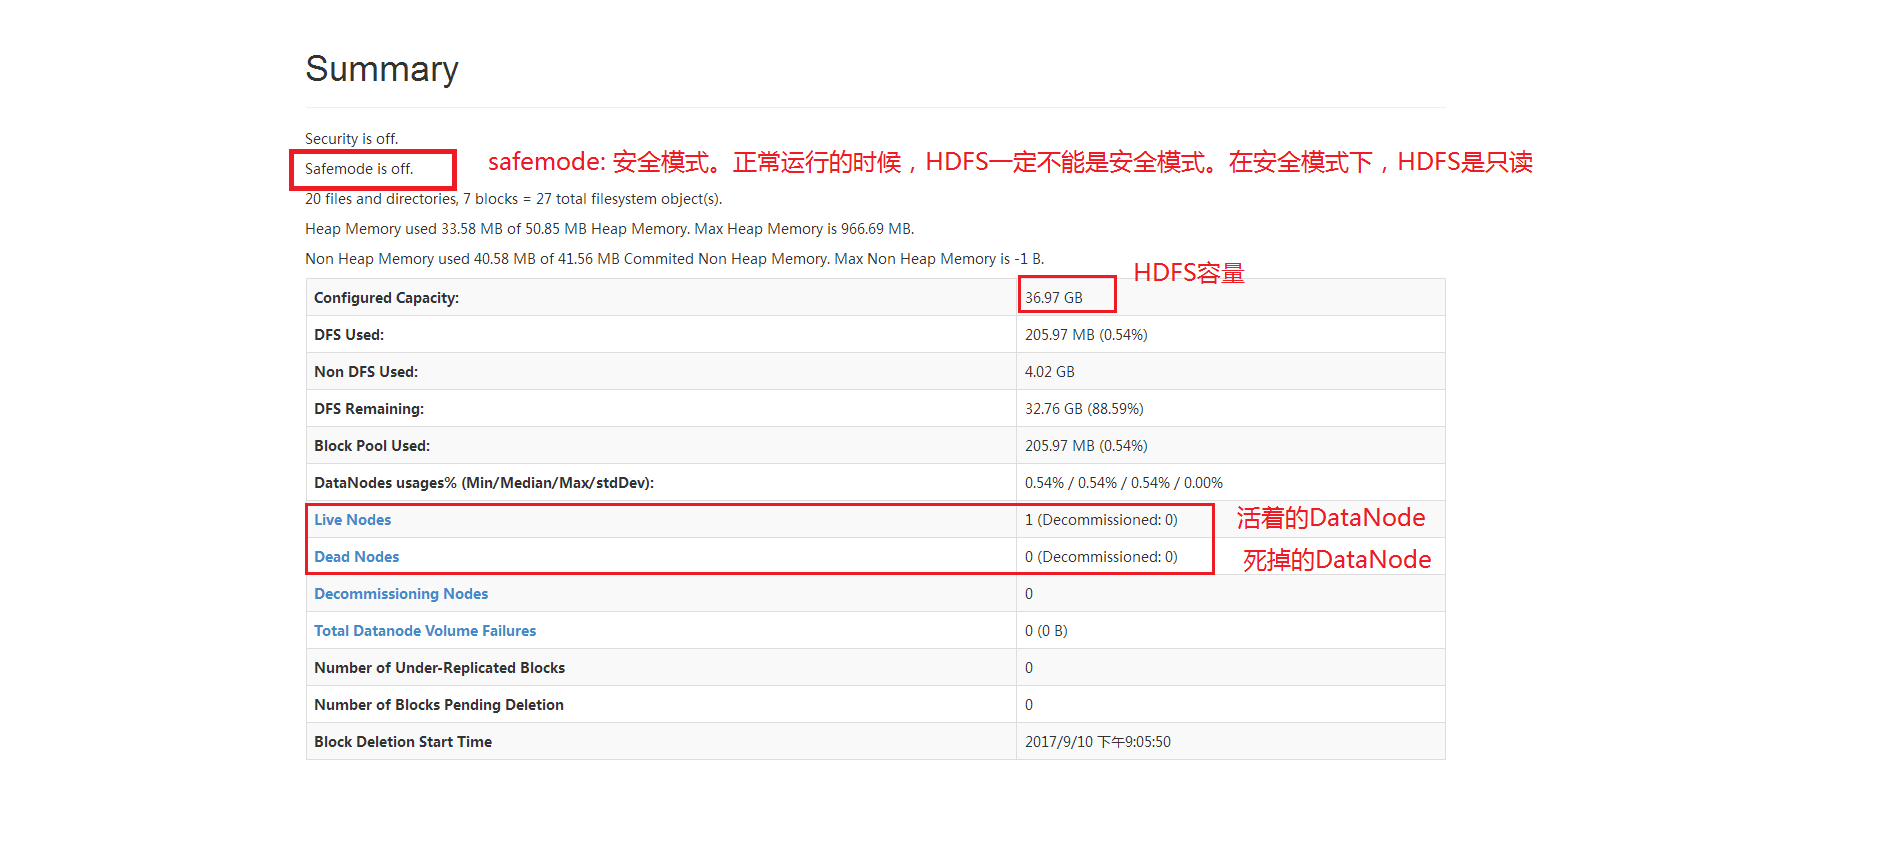 Summary
Security is off.
Safemode is off.
safemode: 安全模式。正常运行的时候，HDFS一定不能是安全模式。在安全模式下，HDFS是只读
20 files and directories, 7 blocks = 27 total filesystem object(s).
Heap Memory used 33.58 MB of 50.85 MB Heap Memory. Max Heap Memory is 966.69 MB.
Non Heap Memory used 40.58 MB of 41.56 MB Commited Non Heap Memory. Max Non Heap Memory is -1 B.
HDFS容量
Configured Capacity: 36.97 GB
DFS Used: 205.97 MB (0.54%)
Non DFS Used: 4.02 GB
DFS Remaining: 32.76 GB (88.59%)
Block Pool Used: 205.97 MB (0.54%)
DataNodes usages% (Min/Median/Max/stdDev): 0.54% / 0.54% / 0.54% / 0.00%
Live Nodes 1 (Decommissioned: 0) 活着的DataNode
Dead Nodes 0 (Decommissioned: 0) 死掉的DataNode
Decommissioning Nodes 0
Total Datanode Volume Failures 0 (0 B)
Number of Under-Replicated Blocks 0
Number of Blocks Pending Deletion 0
Block Deletion Start Time 2017/9/10 下午9:05:50